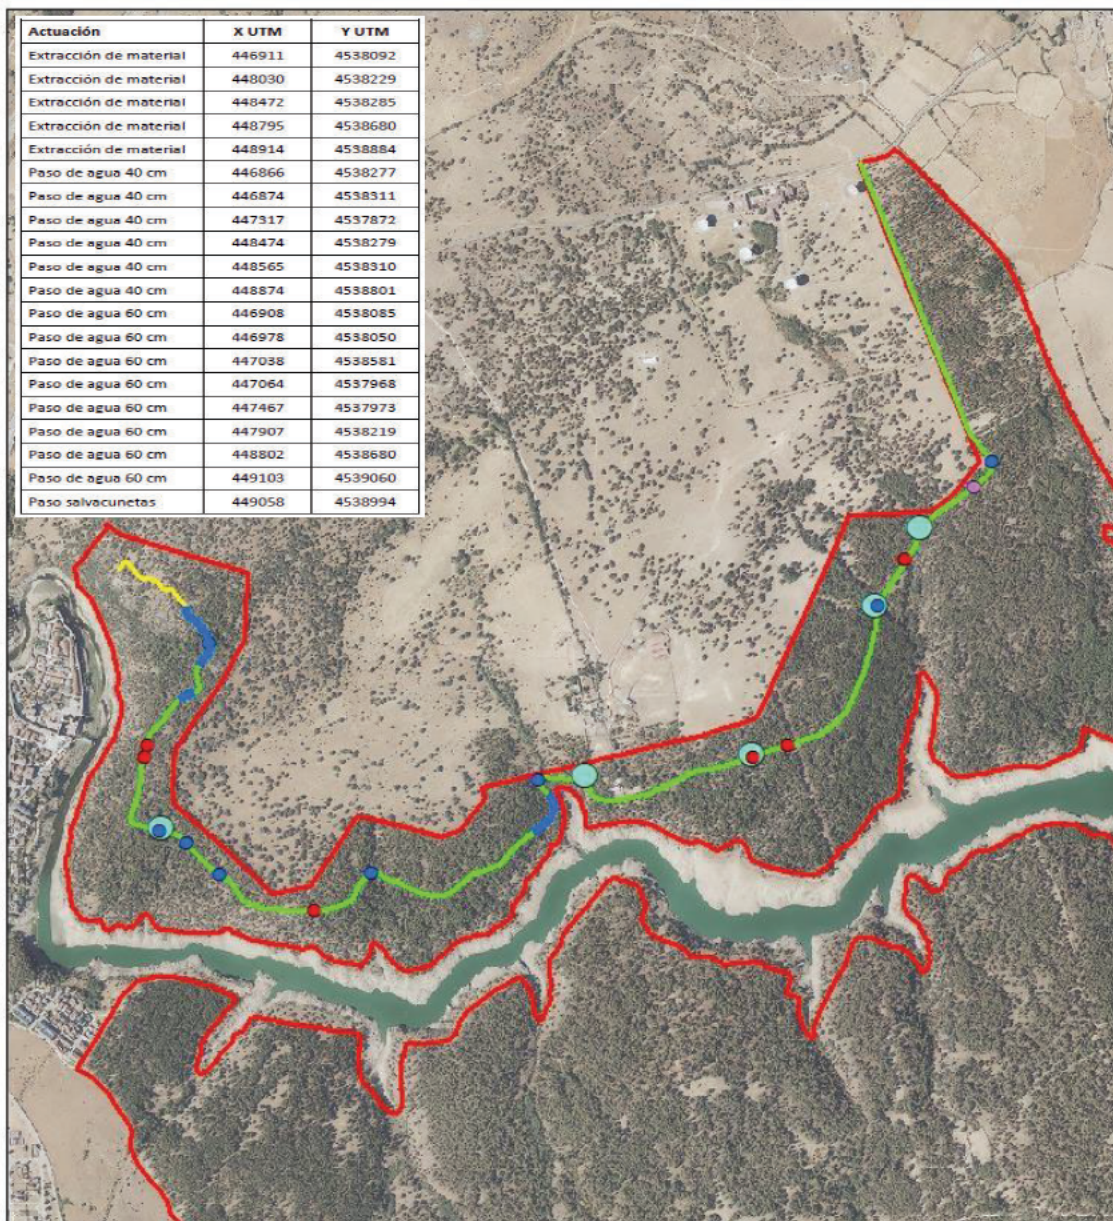 Actuación X UTM Y UTM
Extracción de material 446911 4538092
Extracción de material 448030 4538229
Extracción de material 448472 4538285
Extracción de material 448795 4538680
Extracción de material 448914 4538884
Paso de agua 40 cm 446866 4538277
Paso de agua 40 cm 446874 4538311
Paso de agua 40 cm 447317 4537872
Paso de agua 40 cm 448474 4538279
Paso de agua 40 cm 448565 4538310
Paso de agua 40 cm 448874 4538801
Paso de agua 60 cm 446908 4538085
Paso de agua 60 cm 446978 4538050
Paso de agua 60 cm 447038 4538581
Paso de agua 60 cm 447064 4537968
Paso de agua 60 cm 447467 4537973
Paso de agua 60 cm 447907 4538219
Paso de agua 60 cm 448802 4538680
Paso de agua 60 cm 449103 4539060
Paso salvacunetas 449058 4538994